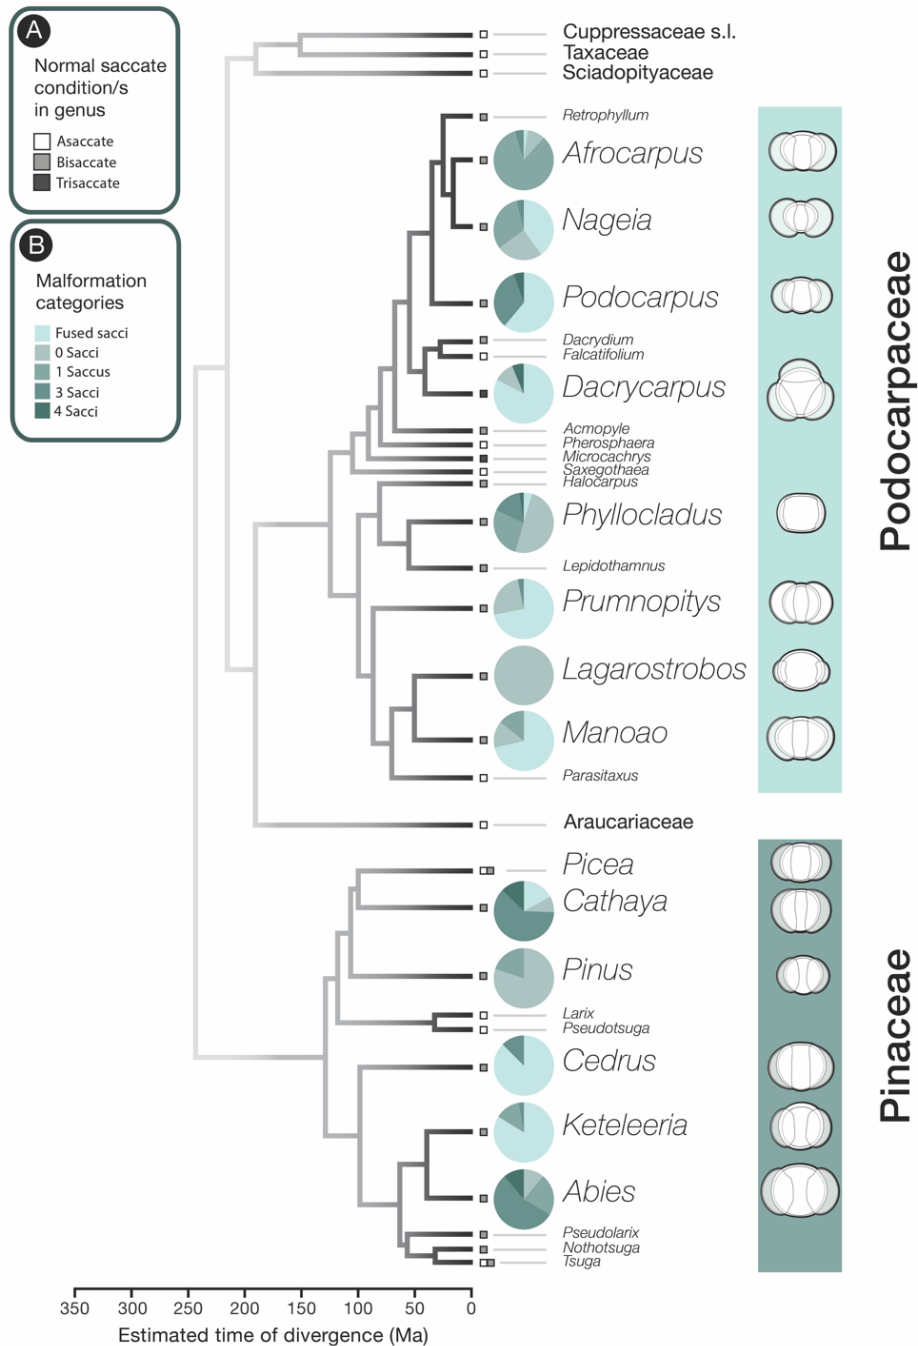 A
Normal saccate
condition/s
in genus
Asaccate
Bisaccate
Trisaccate
B
Malformation
categories
Fused sacci
0 Sacci
1 Saccus
3 Sacci
4 Sacci
Cuppressaceae s.l.
Taxaceae
Sciadopityaceae
Retrophyllum
Afrocarpus
Nageia
Podocarpus
Dacrydium
Falcatifolium
Dacrycarpus
Acmopyle
Pherosphaera
Microcachrys
Saxegothaea
Halocarpus
Phyllocladus
Lepidothamnus
Prumnopitys
Lagarostrobos
Manoao
Parasitaxus
Podocarpaceae
Araucariaceae
Picea
Cathaya
Pinus
Larix
Pseudotsuga
Cedrus
Keteleeria
Abies
Pseudolarix
Nothotsuga
Tsuga
Pinaceae
350 300 250 200 150 100 50 0
Estimated time of divergence (Ma)